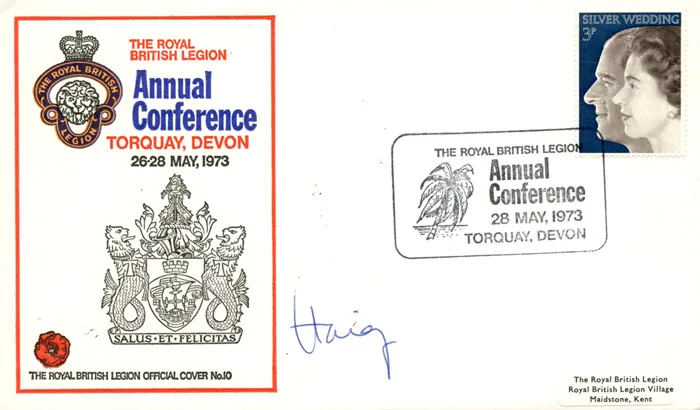 THE ROYAL
BRITISH LEGION
Annual
Conference
TORQUAY, DEVON
26-28 MAY, 1973
THE ROYAL BRITISH
LEGION
SALUS·ET·FELICITAS
THE ROYAL BRITISH LEGION OFFICIAL COVER No.10
SILVER WEDDING
3P
THE ROYAL BRITISH LEGION
Annual
Conference
28 MAY, 1973
TORQUAY, DEVON
Haig
The Royal British Legion
Royal British Legion Village
Maidstone, Kent